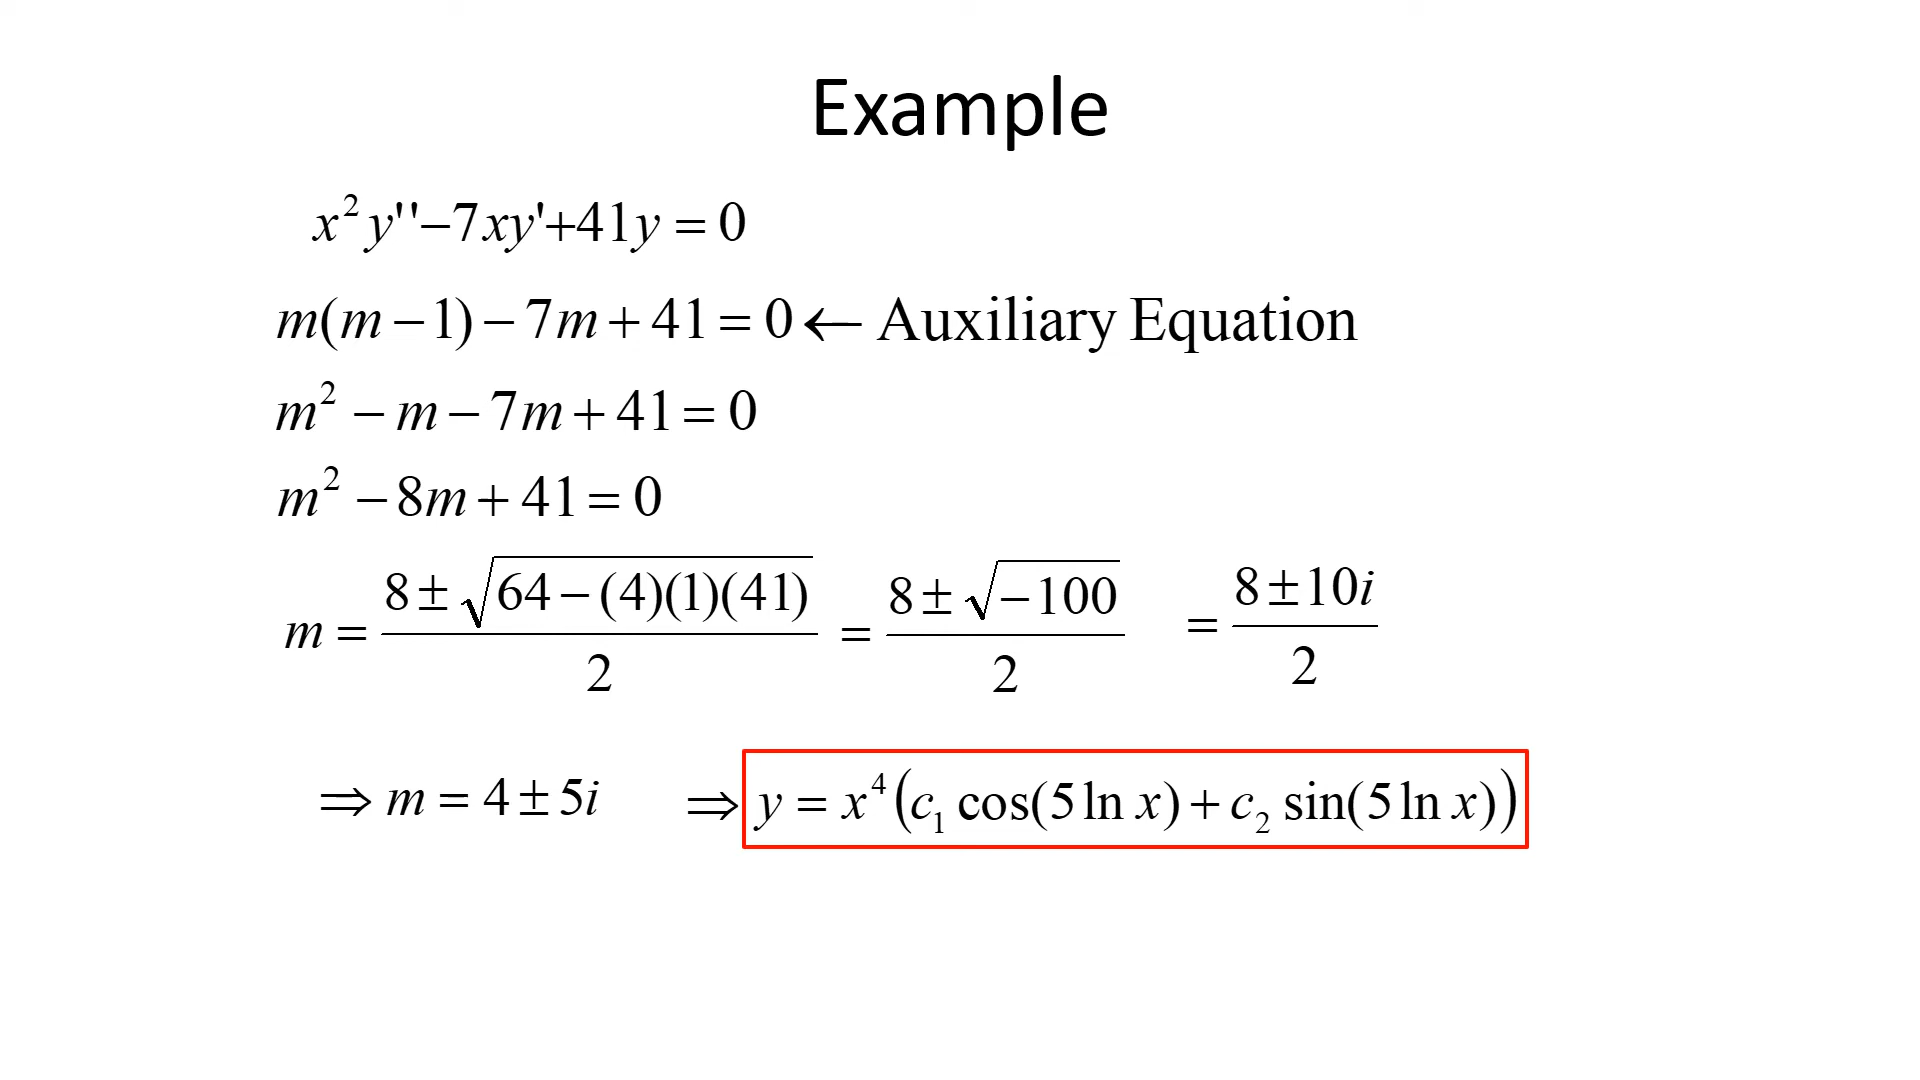 Example
x²y''−7xy'+41y = 0
m(m − 1) − 7m + 41 = 0 ← Auxiliary Equation
m² − m − 7m + 41 = 0
m² − 8m + 41 = 0
m = (8 ± √(64 − (4)(1)(41)))/2 = (8 ± √(−100))/2 = (8 ± 10i)/2
⇒ m = 4 ± 5i ⇒ y = x⁴(c₁ cos(5 ln x) + c₂ sin(5 ln x))